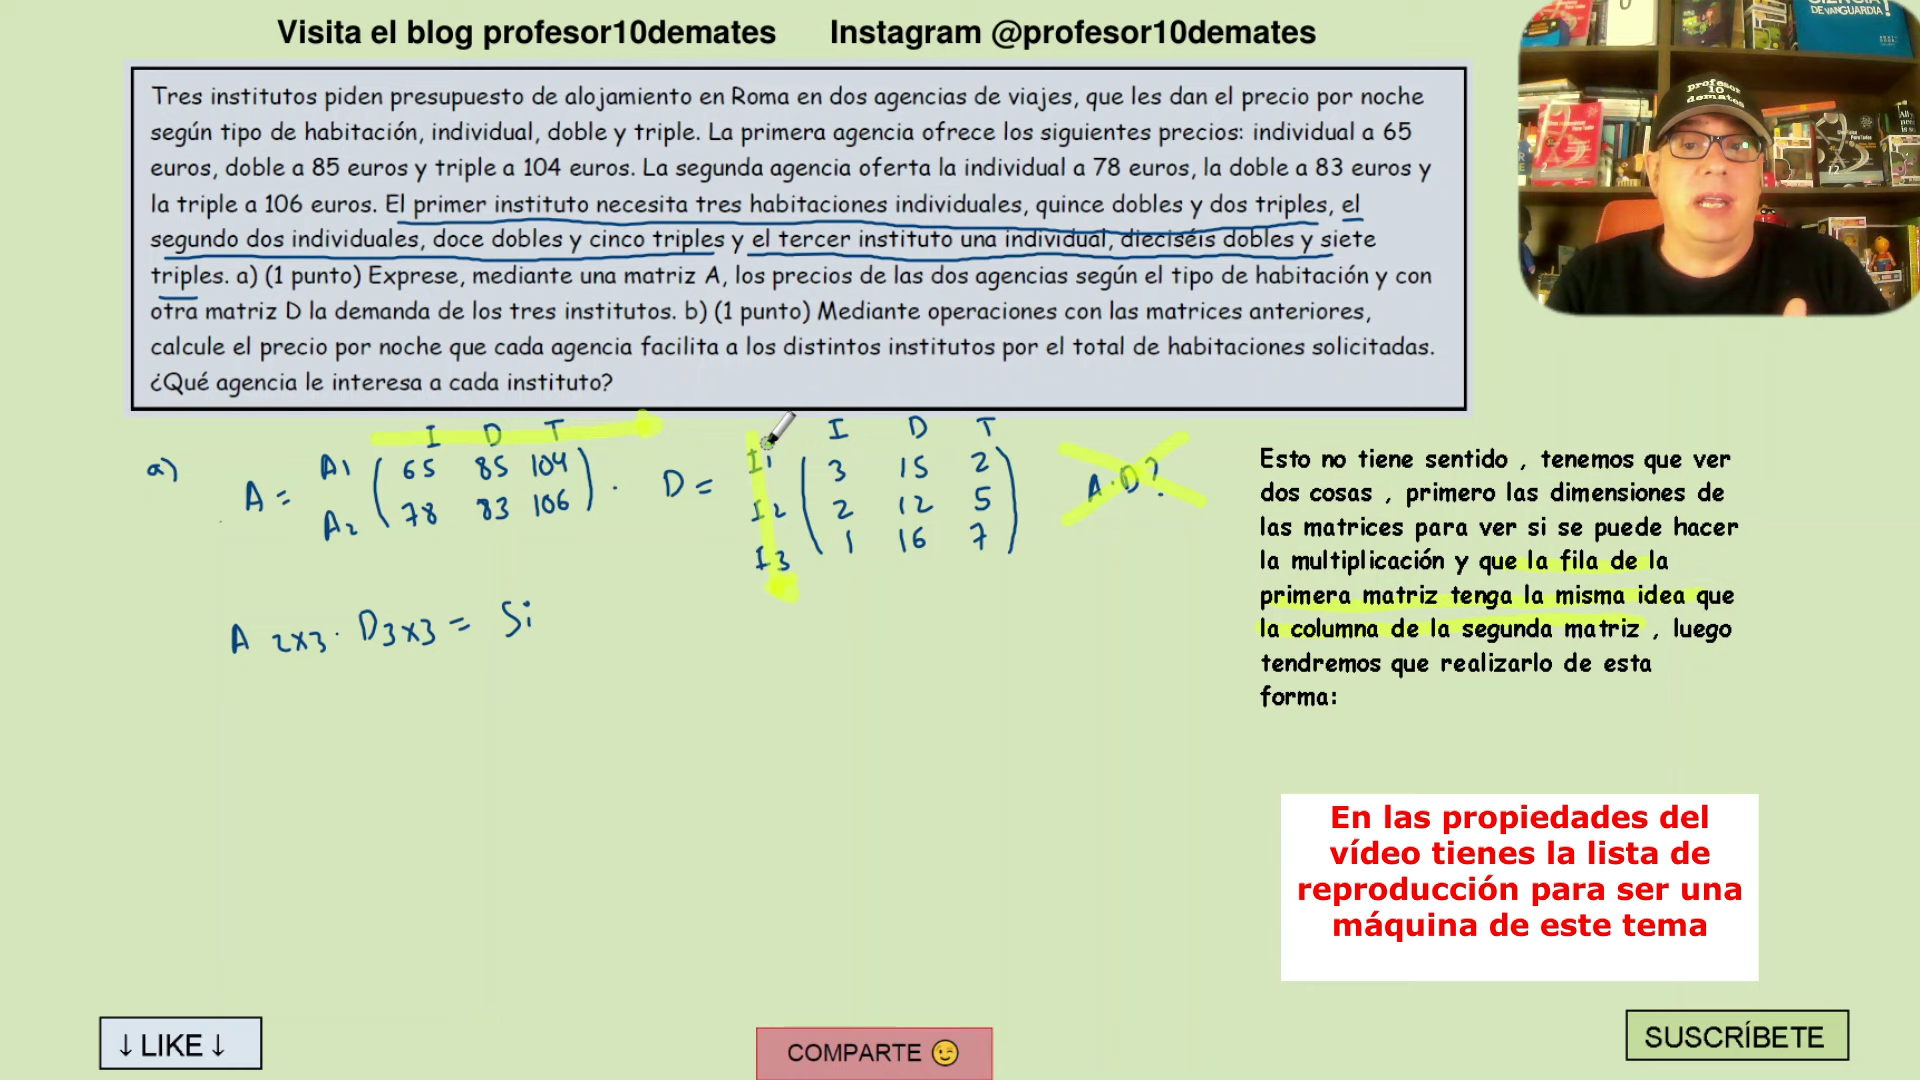 Visita el blog profesor10demates Instagram @profesor10demates
Tres institutos piden presupuesto de alojamiento en Roma en dos agencias de viajes, que les dan el precio por noche
según tipo de habitación, individual, doble y triple. La primera agencia ofrece los siguientes precios: individual a 65
euros, doble a 85 euros y triple a 104 euros. La segunda agencia oferta la individual a 78 euros, la doble a 83 euros y
la triple a 106 euros. El primer instituto necesita tres habitaciones individuales, quince dobles y dos triples, el
segundo dos individuales, doce dobles y cinco triples y el tercer instituto una individual, dieciséis dobles y siete
triples. a) (1 punto) Exprese, mediante una matriz A, los precios de las dos agencias según el tipo de habitación y con
otra matriz D la demanda de los tres institutos. b) (1 punto) Mediante operaciones con las matrices anteriores,
calcule el precio por noche que cada agencia facilita a los distintos institutos por el total de habitaciones solicitadas.
¿Qué agencia le interesa a cada instituto?
I D T
a) A = A1 65 85 104
A2 78 83 106
·
I D T
D = I1 3 15 2
I2 2 12 5
I3 1 16 7
A·D?
A 2x3 · D3x3 = Si
Esto no tiene sentido , tenemos que ver
dos cosas , primero las dimensiones de
las matrices para ver si se puede hacer
la multiplicación y que la fila de la
primera matriz tenga la misma idea que
la columna de la segunda matriz , luego
tendremos que realizarlo de esta
forma:
En las propiedades del
vídeo tienes la lista de
reproducción para ser una
máquina de este tema
↓LIKE↓
COMPARTE 😉
SUSCRÍBETE
profesor
10
demates
DE VANGUARDIA!